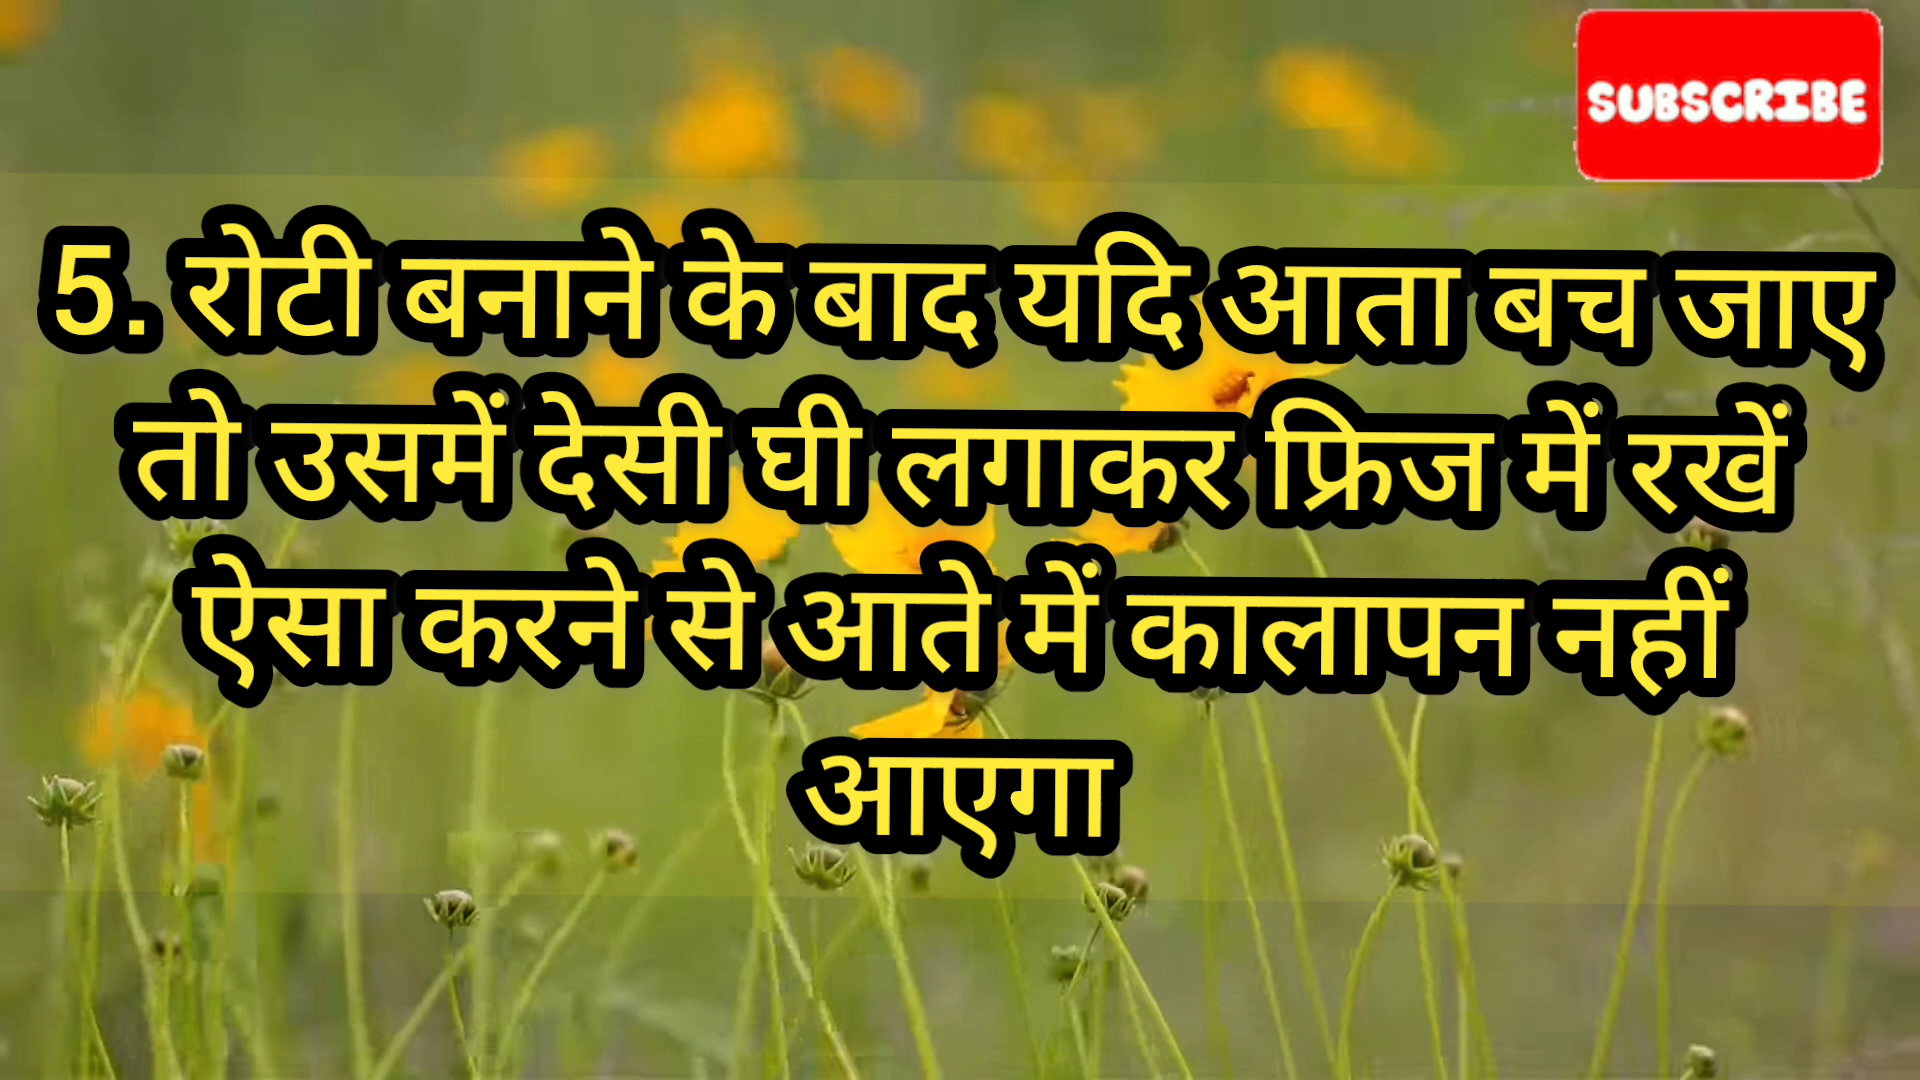 SUBSCRIBE
5. रोटी बनाने के बाद यदि आता बच जाए
तो उसमें देसी घी लगाकर फ्रिज में रखें
ऐसा करने से आते में कालापन नहीं
आएगा